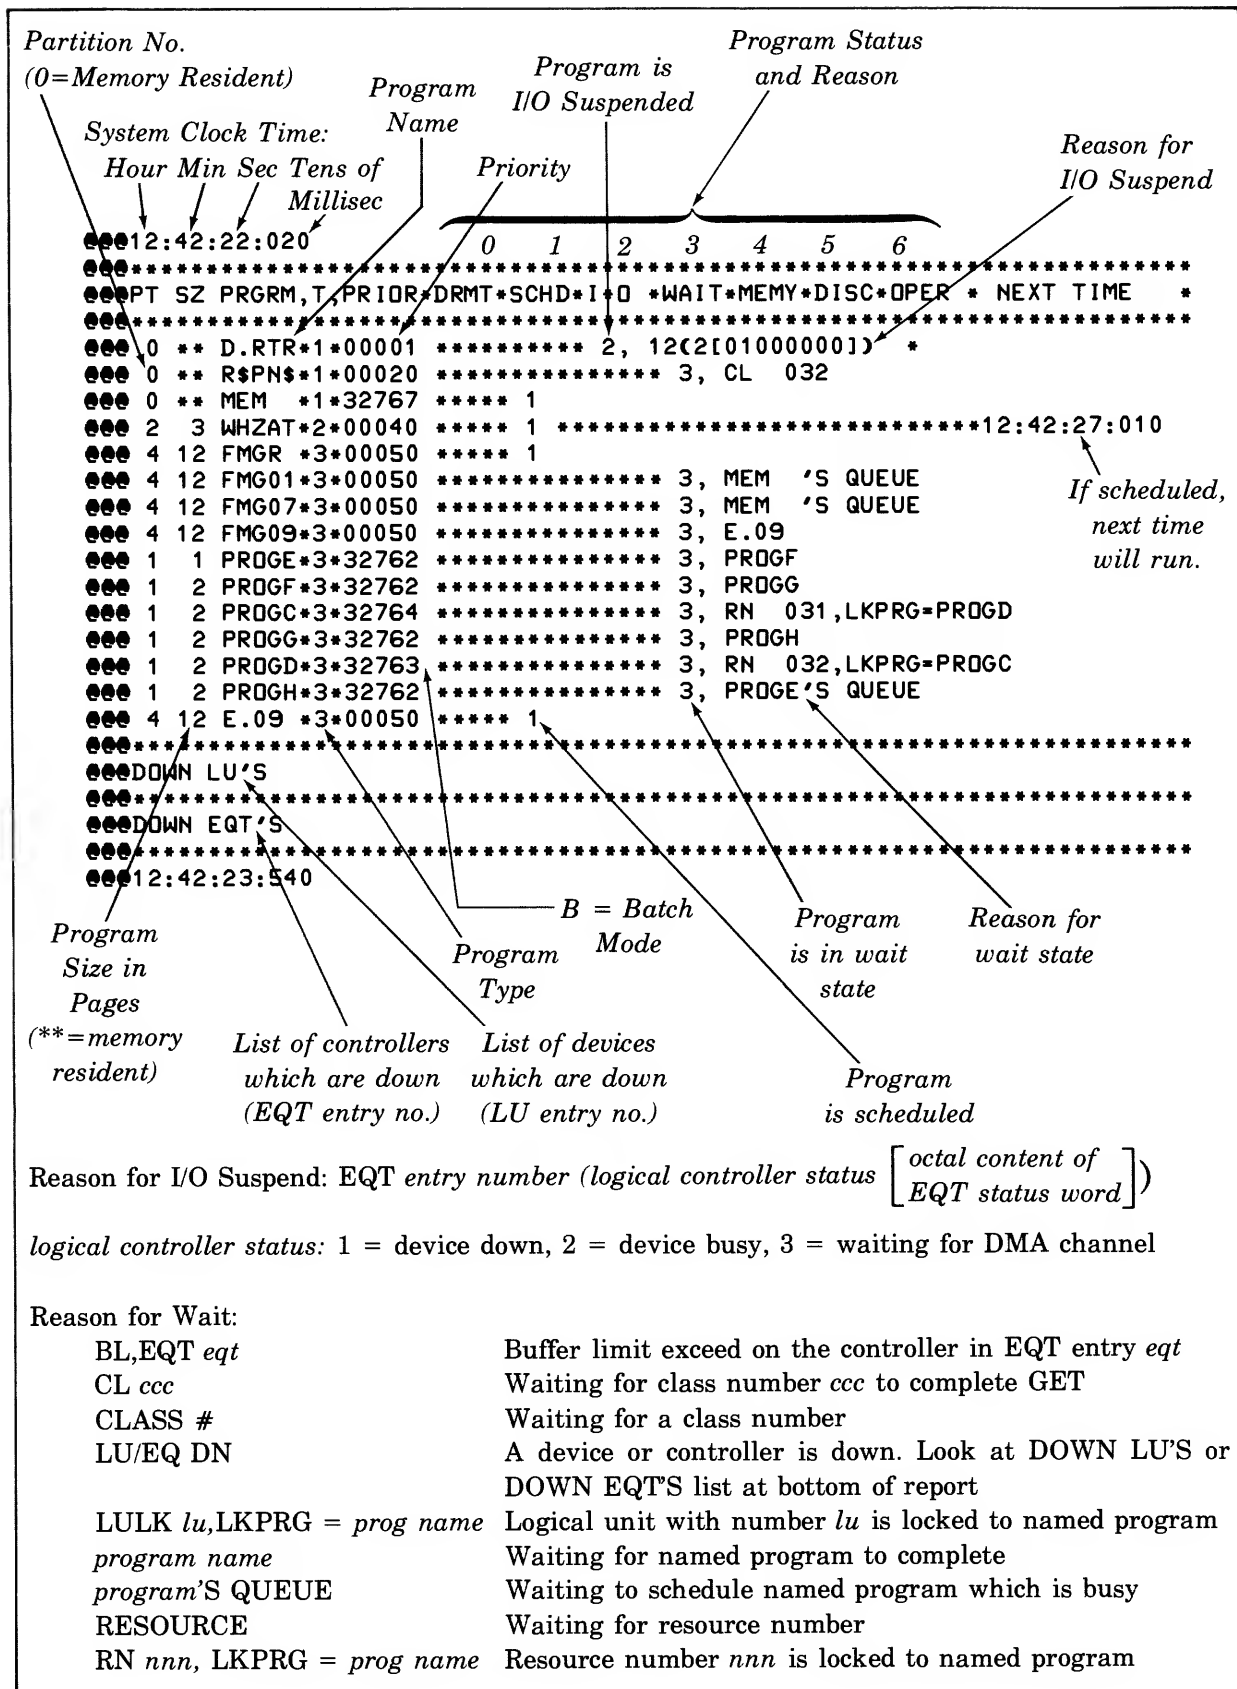 Partition No.
(0=Memory Resident)
Program
Name
Program is
I/O Suspended
Program Status
and Reason
System Clock Time:
Hour Min Sec Tens of
Millisec
Priority
Reason for
I/O Suspend
@@@12:42:22:020
0 1 2 3 4 5 6
@@@**********************************************************************
@@@PT SZ PRGRM,T,PRIOR*DRMT*SCHD*I*O *WAIT*MEMY*DISC*OPER * NEXT TIME *
@@@**********************************************************************
@@@ 0 ** D.RTR*1*00001 ********** 2, 12(2[01000000]) *
@@@ 0 ** R$PN$*1*00020 *************** 3, CL 032
@@@ 0 ** MEM *1*32767 ***** 1
@@@ 2 3 WHZAT*2*00040 ***** 1 ****************************12:42:27:010
@@@ 4 12 FMGR *3*00050 ***** 1
@@@ 4 12 FMG01*3*00050 *************** 3, MEM 'S QUEUE
@@@ 4 12 FMG07*3*00050 *************** 3, MEM 'S QUEUE
@@@ 4 12 FMG09*3*00050 *************** 3, E.09
@@@ 1 1 PROGE*3*32762 *************** 3, PROGF
@@@ 1 2 PROGF*3*32762 *************** 3, PROGG
@@@ 1 2 PROGC*3*32764 *************** 3, RN 031,LKPRG=PROGD
@@@ 1 2 PROGG*3*32762 *************** 3, PROGH
@@@ 1 2 PROGD*3*32763 *************** 3, RN 032,LKPRG=PROGC
@@@ 1 2 PROGH*3*32762 *************** 3, PROGE'S QUEUE
@@@ 4 12 E.09 *3*00050 ***** 1
@@@**********************************************************************
@@@DOWN LU'S
@@@**********************************************************************
@@@DOWN EQT'S
@@@**********************************************************************
@@@12:42:23:540
If scheduled,
next time
will run.
Program
Size in
Pages
(**=memory
resident)
List of controllers
which are down
(EQT entry no.)
Program
Type
List of devices
which are down
(LU entry no.)
B = Batch
Mode
Program
is in wait
state
Reason for
wait state
Program
is scheduled
Reason for I/O Suspend: EQT entry number (logical controller status [octal content of
EQT status word])
logical controller status: 1 = device down, 2 = device busy, 3 = waiting for DMA channel
Reason for Wait:
BL,EQT eqt Buffer limit exceed on the controller in EQT entry eqt
CL ccc Waiting for class number ccc to complete GET
CLASS # Waiting for a class number
LU/EQ DN A device or controller is down. Look at DOWN LU'S or
DOWN EQT'S list at bottom of report
LULK lu,LKPRG = prog name Logical unit with number lu is locked to named program
program name Waiting for named program to complete
program'S QUEUE Waiting to schedule named program which is busy
RESOURCE Waiting for resource number
RN nnn, LKPRG = prog name Resource number nnn is locked to named program